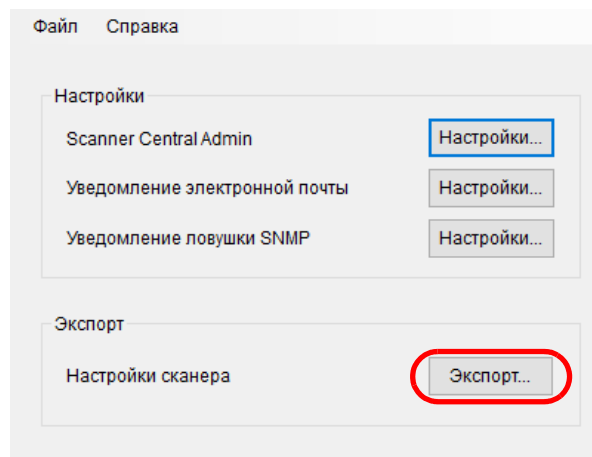 Файл Справка
Настройки
Scanner Central Admin Настройки...
Уведомление электронной почты Настройки...
Уведомление ловушки SNMP Настройки...
Экспорт
Настройки сканера Экспорт...